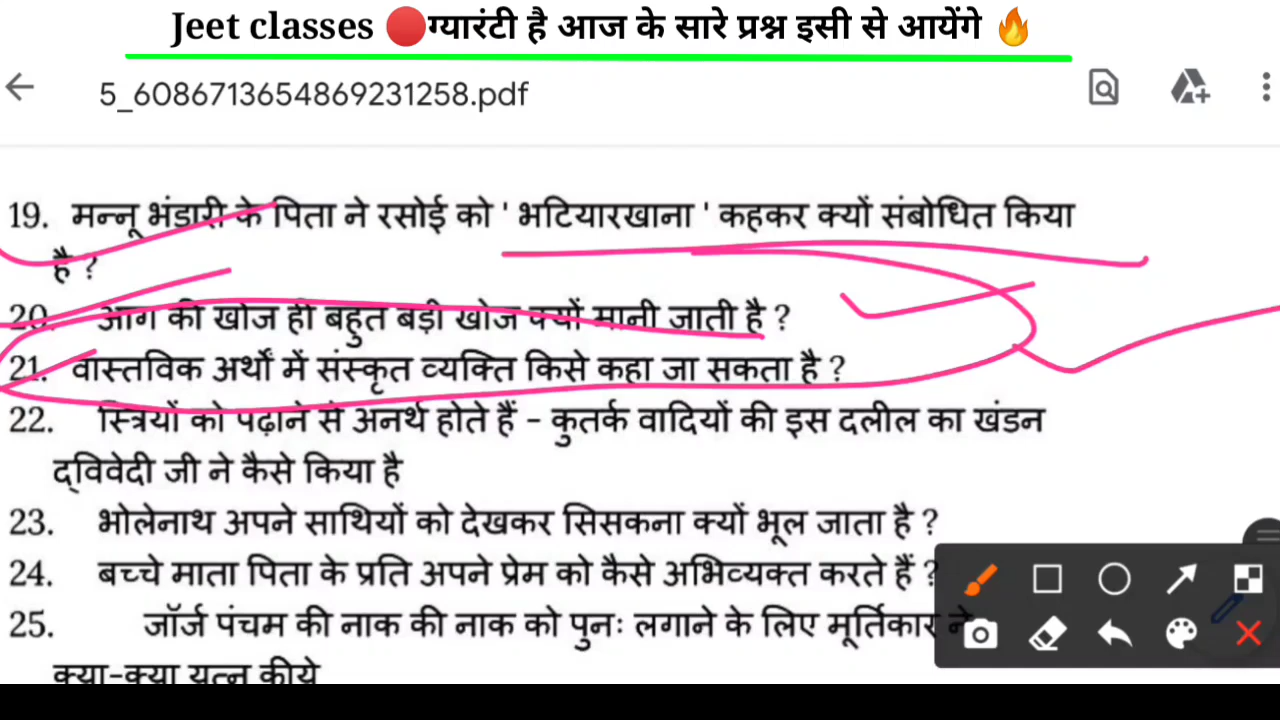 Jeet classes 🔴ग्यारंटी है आज के सारे प्रश्न इसी से आयेंगे 🔥
5_6086713654869231258.pdf
19. मन्नू भंडारी के पिता ने रसोई को ' भटियारखाना ' कहकर क्यों संबोधित किया
है ?
20. आग की खोज ही बहुत बड़ी खोज क्यों मानी जाती है ?
21. वास्तविक अर्थों में संस्कृत व्यक्ति किसे कहा जा सकता है ?
22. स्त्रियों को पढ़ाने से अनर्थ होते हैं - कुतर्क वादियों की इस दलील का खंडन
द्विवेदी जी ने कैसे किया है
23. भोलेनाथ अपने साथियों को देखकर सिसकना क्यों भूल जाता है ?
24. बच्चे माता पिता के प्रति अपने प्रेम को कैसे अभिव्यक्त करते हैं ?
25. जॉर्ज पंचम की नाक की नाक को पुनः लगाने के लिए मूर्तिकार ने
क्या-क्या यत्न कीये